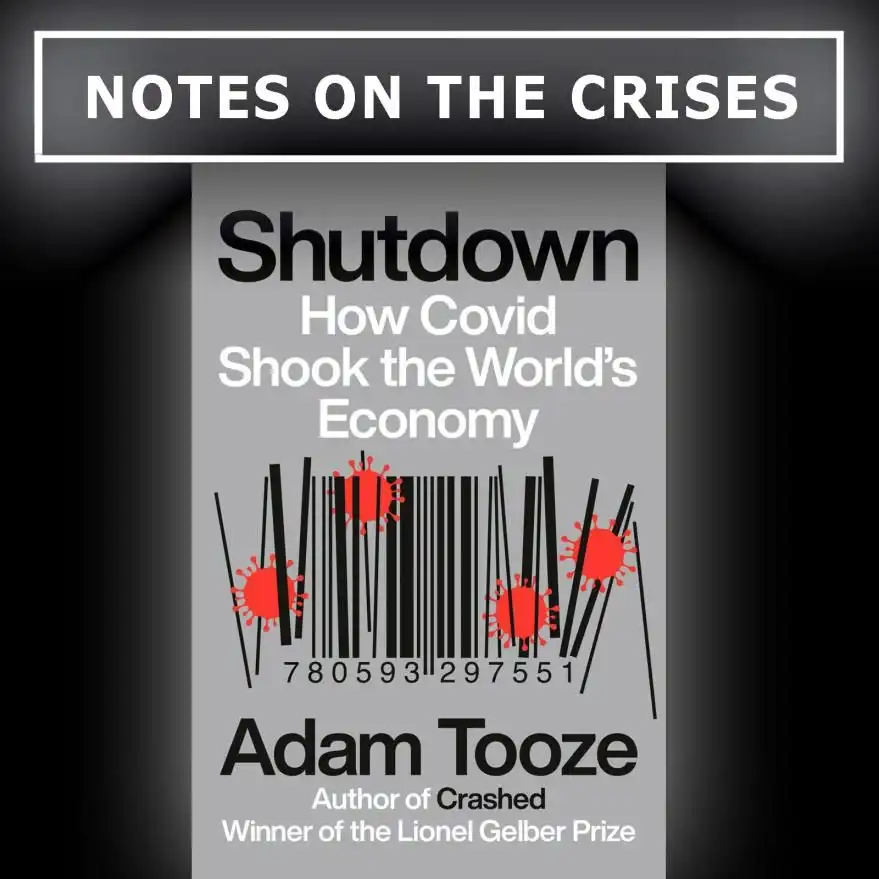 NOTES ON THE CRISES
Shutdown
How Covid
Shook the World's
Economy
780593 297551
Adam Tooze
Author of Crashed
Winner of the Lionel Gelber Prize